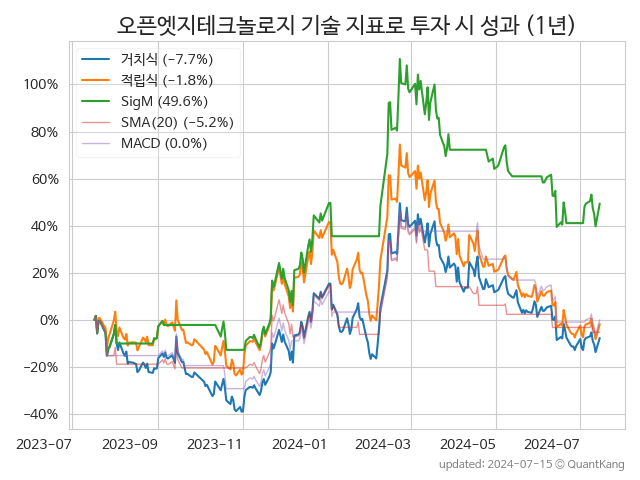 오픈엣지테크놀로지 기술 지표로 투자 시 성과 (1년)
거치식 (−7.7%)
적립식 (−1.8%)
SigM (49.6%)
SMA(20) (−5.2%)
MACD (0.0%)
100%
80%
60%
40%
20%
0%
−20%
−40%
2023-07 2023-09 2023-11 2024-01 2024-03 2024-05 2024-07
updated: 2024-07-15 © QuantKang